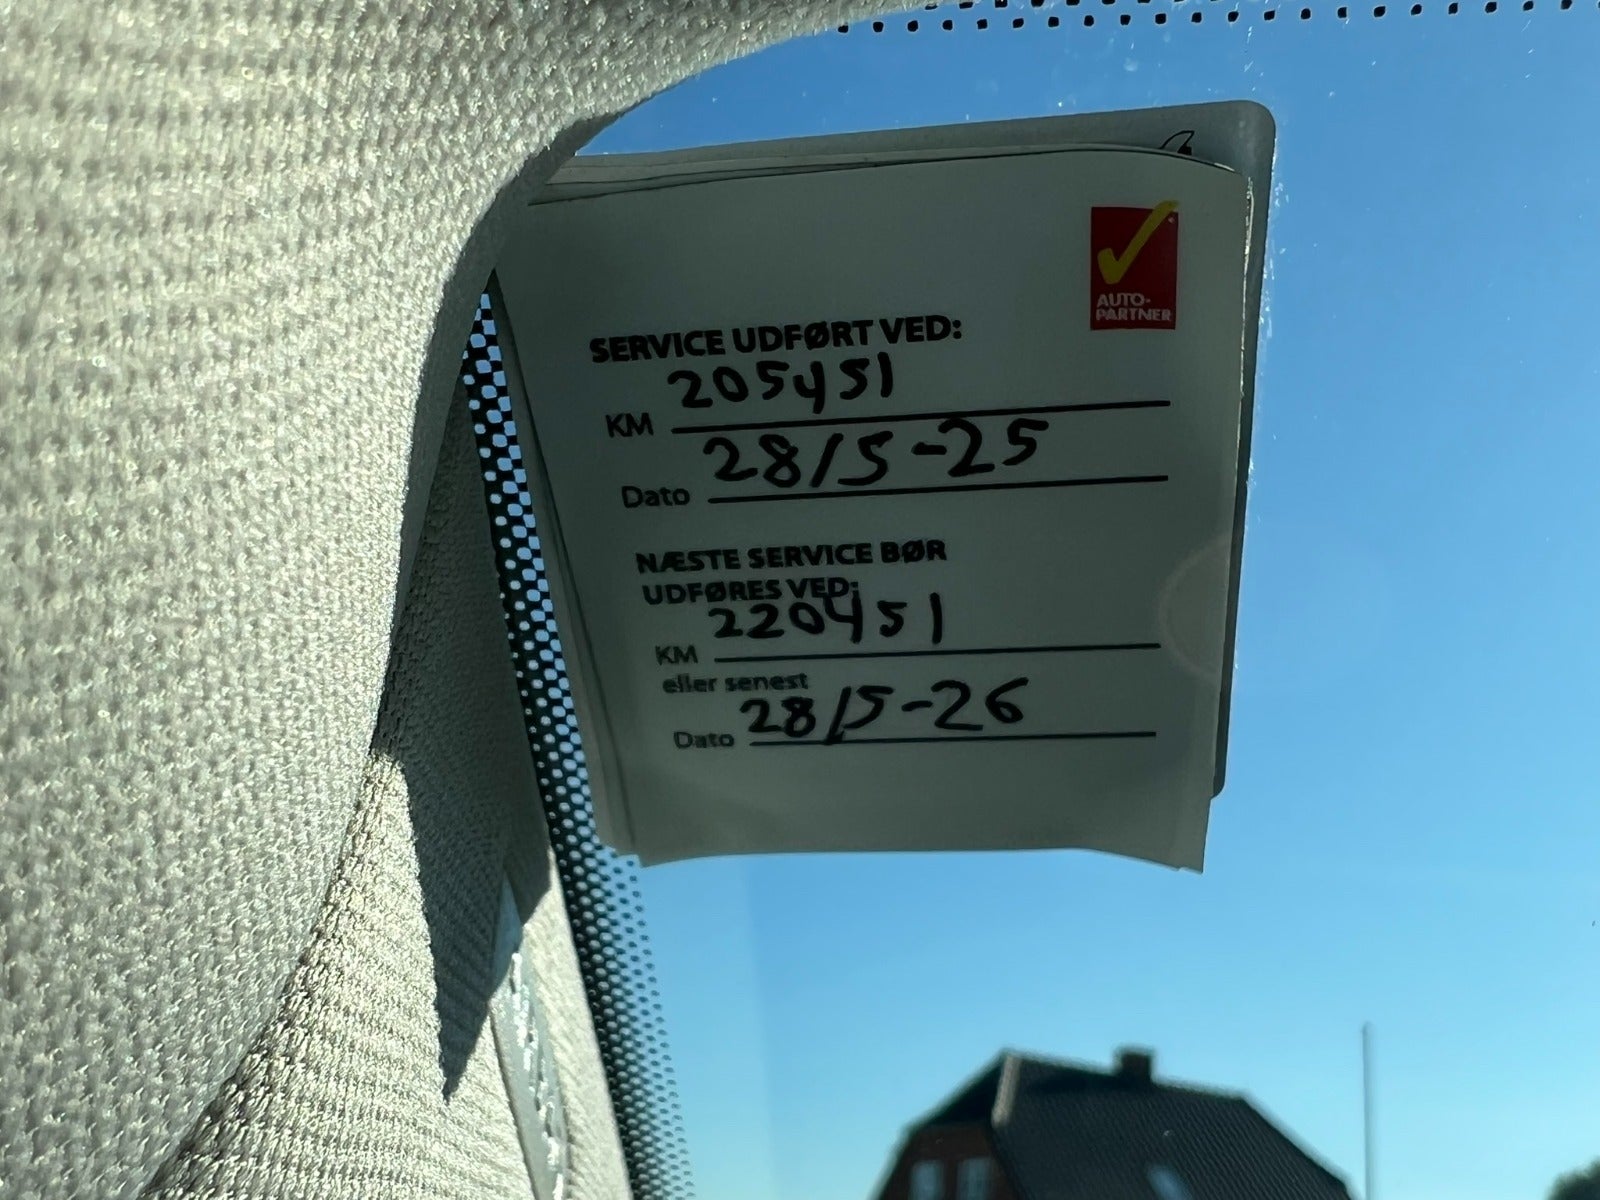 AUTO-
PARTNER
SERVICE UDFØRT VED:
KM 205451
Dato 28/5-25
NÆSTE SERVICE BØR
UDFØRES VED:
KM 220451
eller senest
Dato 28/5-26